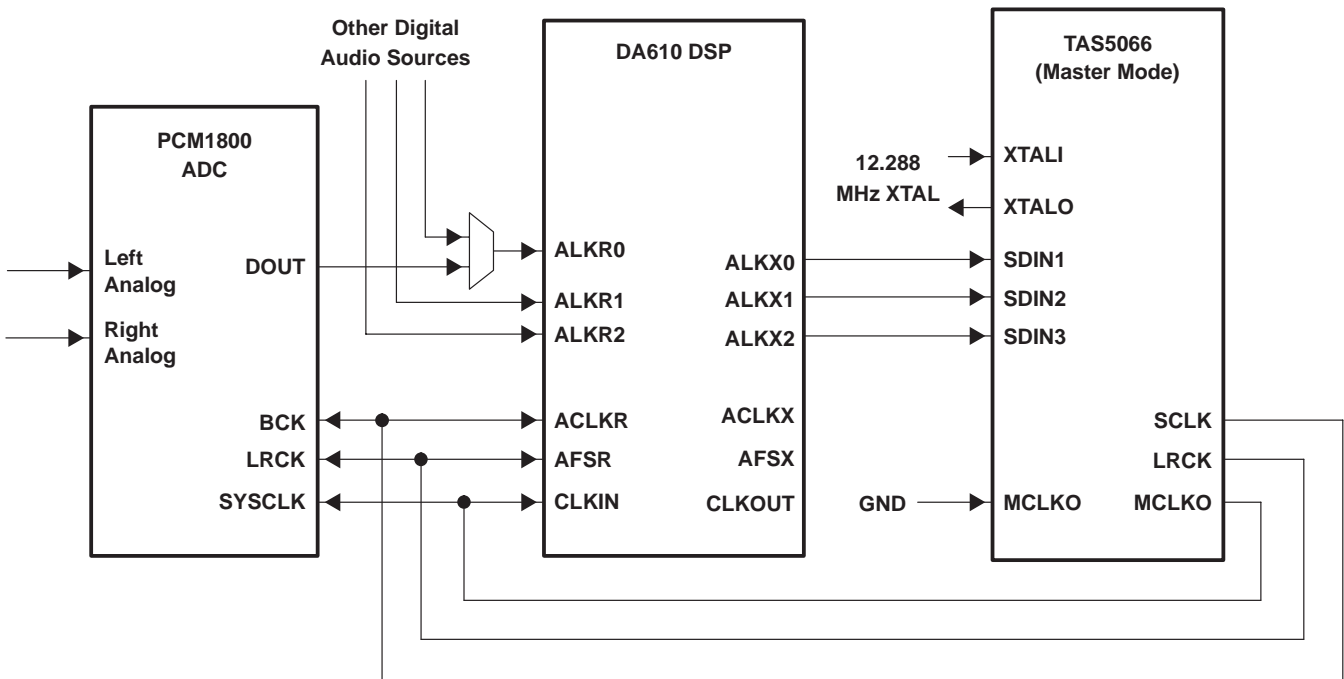 Other Digital
Audio Sources
PCM1800
ADC
Left
Analog
Right
Analog
DOUT
BCK
LRCK
SYSCLK
DA610 DSP
ALKR0
ALKR1
ALKR2
ACLKR
AFSR
CLKIN
ALKX0
ALKX1
ALKX2
ACLKX
AFSX
CLKOUT
12.288
MHz XTAL
GND
TAS5066
(Master Mode)
XTALI
XTALO
SDIN1
SDIN2
SDIN3
MCLKO
SCLK
LRCK
MCLKO